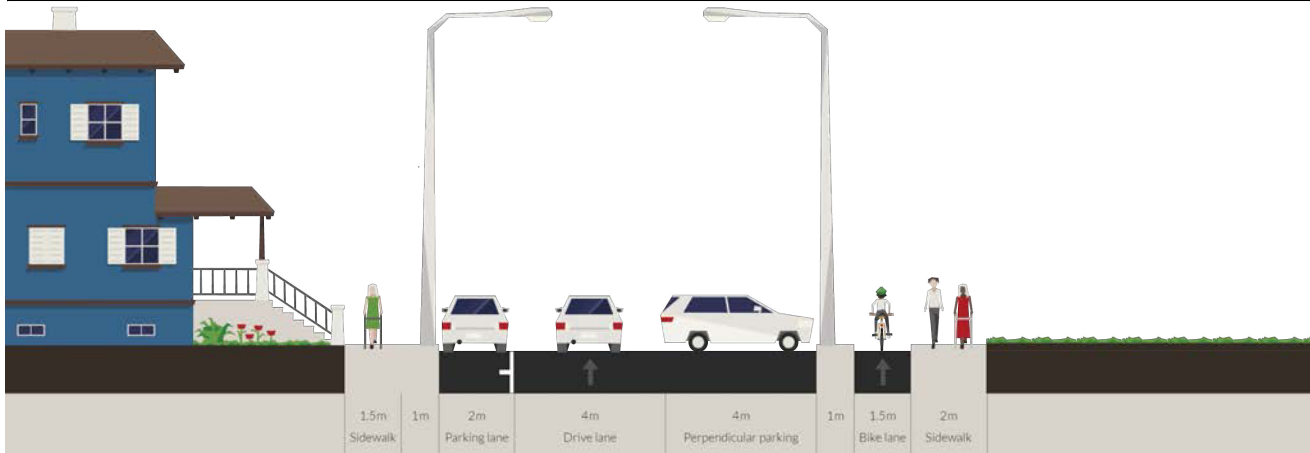 1.5m
Sidewalk
1m
2m
Parking lane
4m
Drive lane
4m
Perpendicular parking
1m
1.5m
Bike lane
2m
Sidewalk